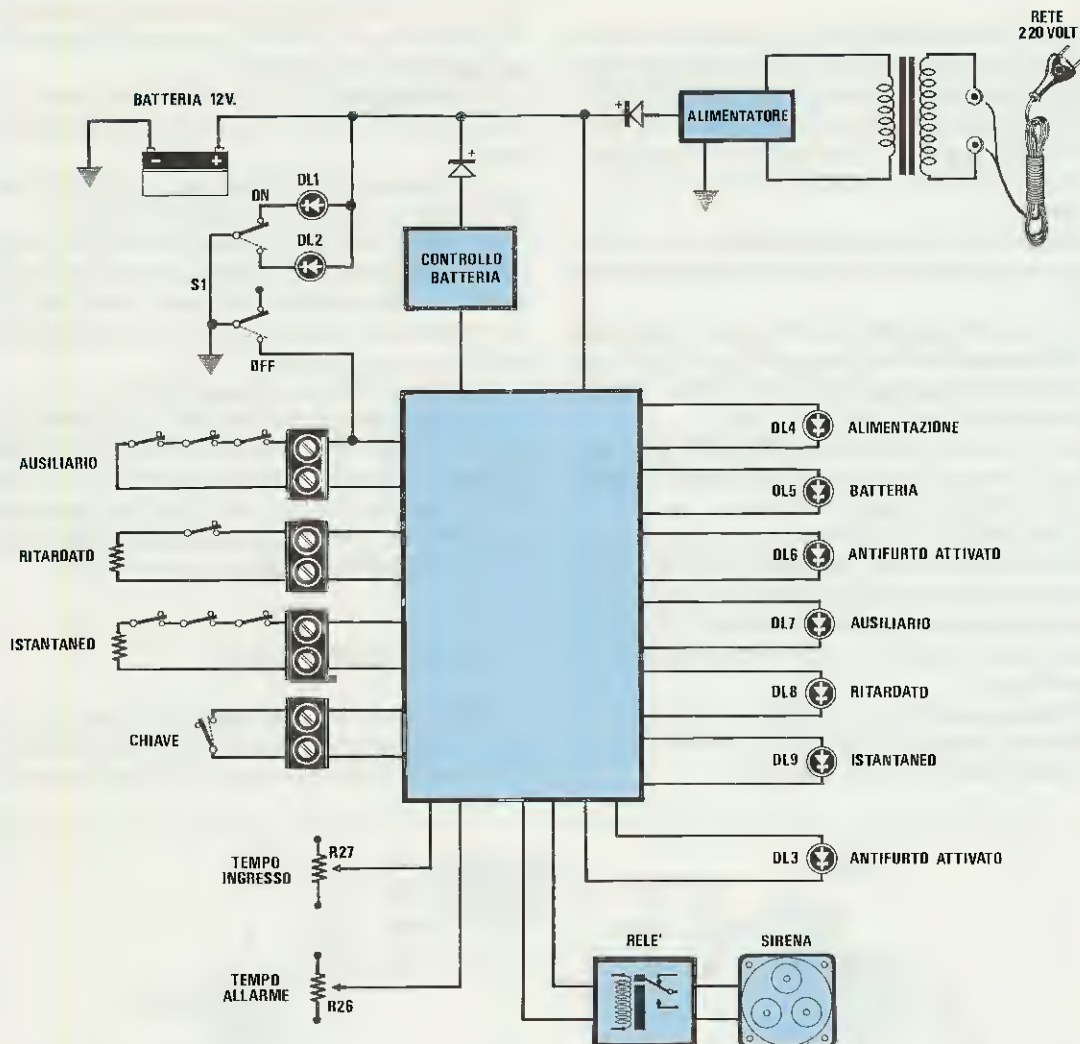 RETE
220 VOLT
BATTERIA 12V.
ALIMENTATORE
ON
DL1
DL2
S1
OFF
CONTROLLO
BATTERIA
AUSILIARIO
RITARDATO
ISTANTANEO
CHIAVE
DL4 ALIMENTAZIONE
DL5 BATTERIA
DL6 ANTIFURTO ATTIVATO
DL7 AUSILIARIO
DL8 RITARDATO
DL9 ISTANTANEO
DL3 ANTIFURTO ATTIVATO
TEMPO
INGRESSO
R27
TEMPO
ALLARME
R26
RELE'
SIRENA